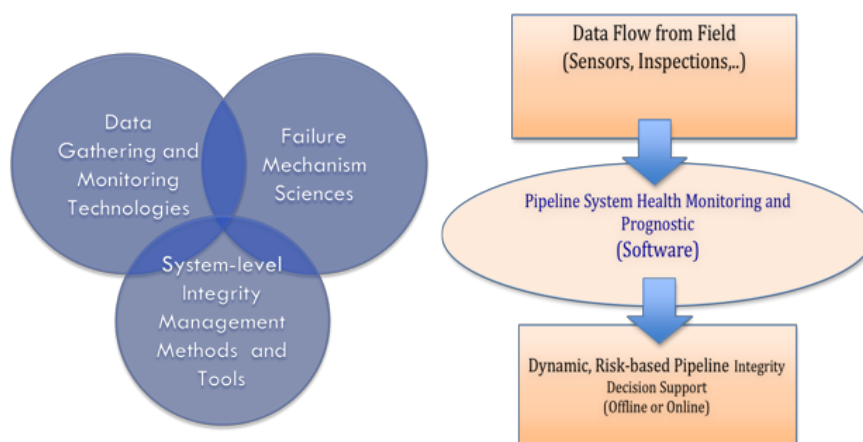 Data
Gathering and
Monitoring
Technologies
Failure
Mechanism
Sciences
System-level
Integrity
Management
Methods and
Tools
Data Flow from Field
(Sensors, Inspections,..)
Pipeline System Health Monitoring and
Prognostic
(Software)
Dynamic, Risk-based Pipeline Integrity
Decision Support
(Offline or Online)